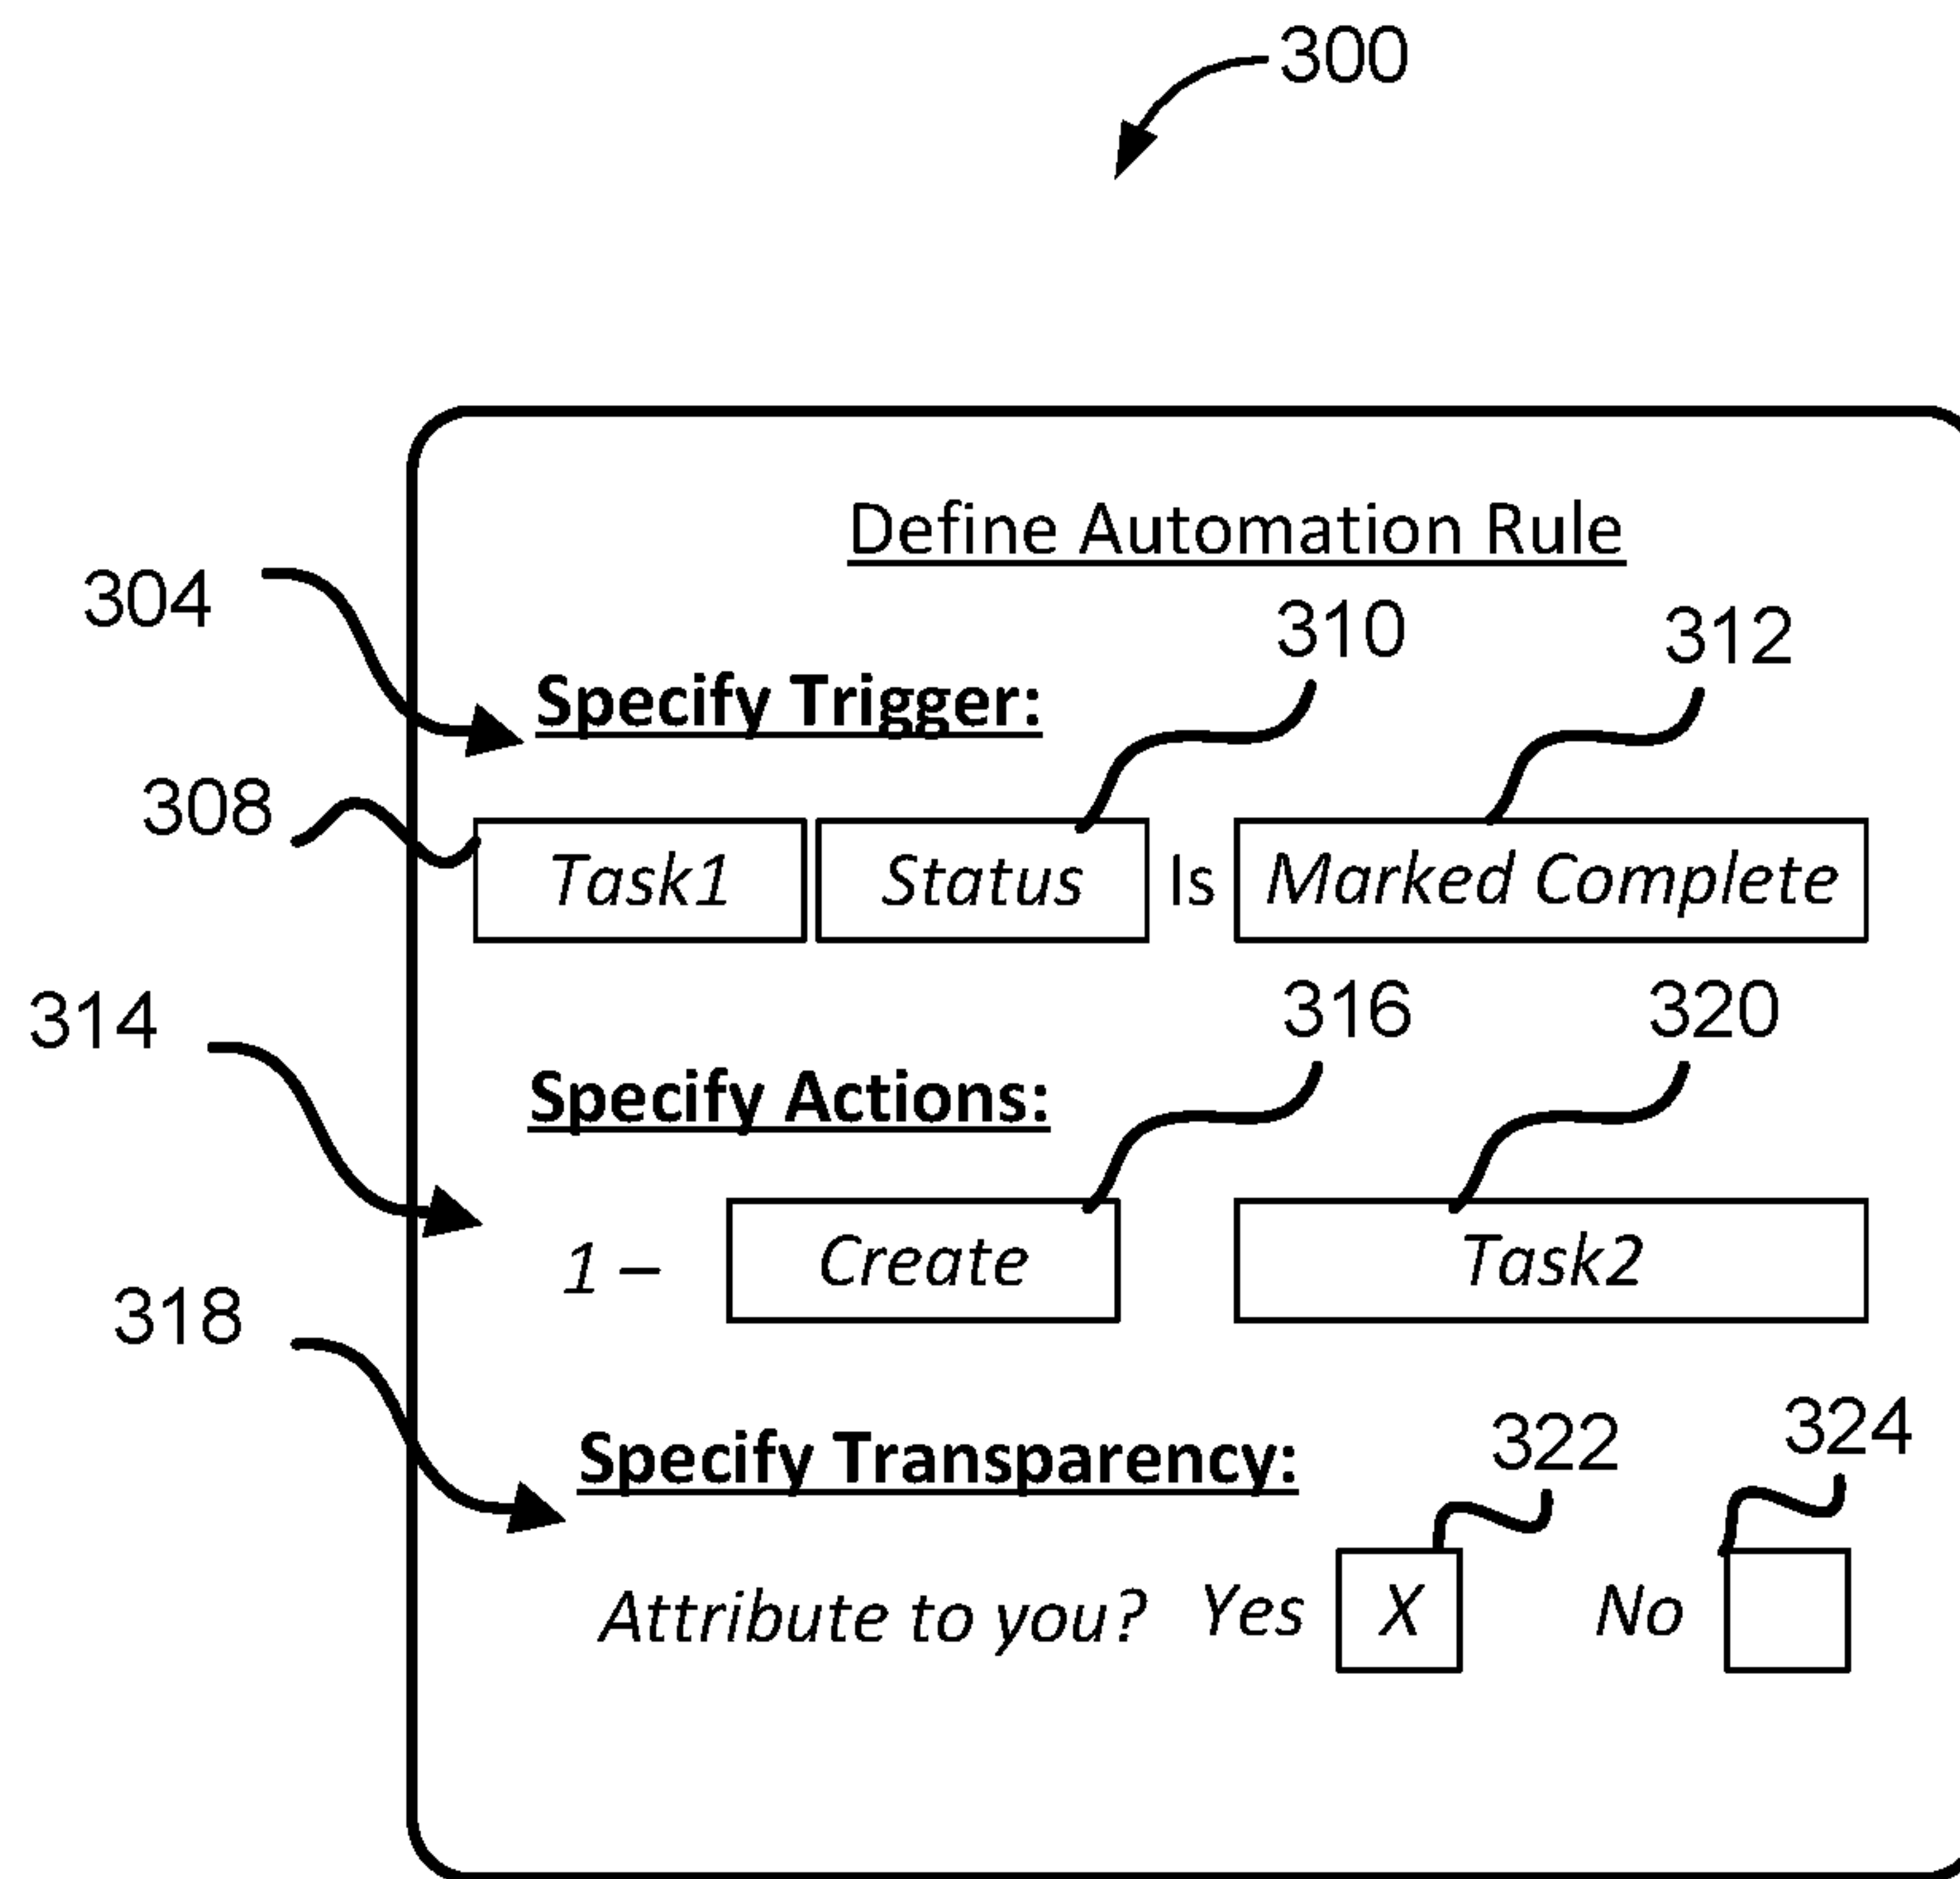 300
Define Automation Rule
304
310
312
Specify Trigger:
308
Task1 Status Is Marked Complete
314
316
320
Specify Actions:
1 – Create Task2
318
322
324
Specify Transparency:
Attribute to you? Yes X No